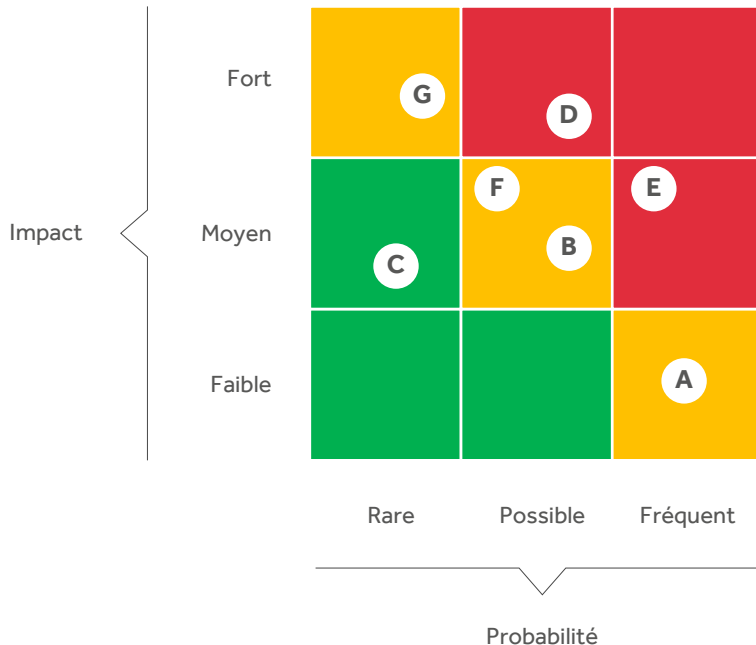 Fort
G
D
Impact
Moyen
F
E
B
C
Faible
A
Rare
Possible
Fréquent
Probabilité